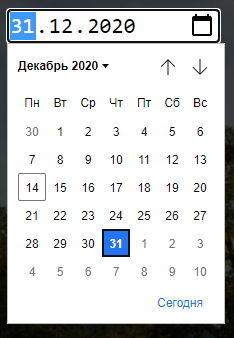 31.12.2020
Декабрь 2020
Пн Вт Ср Чт Пт Сб Вс
30 1 2 3 4 5 6
7 8 9 10 11 12 13
14 15 16 17 18 19 20
21 22 23 24 25 26 27
28 29 30 31 1 2 3
4 5 6 7 8 9 10
Сегодня